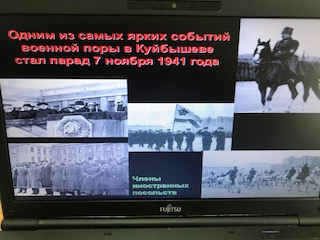 Одним из самых ярких событий
военной поры в Куйбышеве
стал парад 7 ноября 1941 года
Члены
иностранных
посольств
FUJITSU